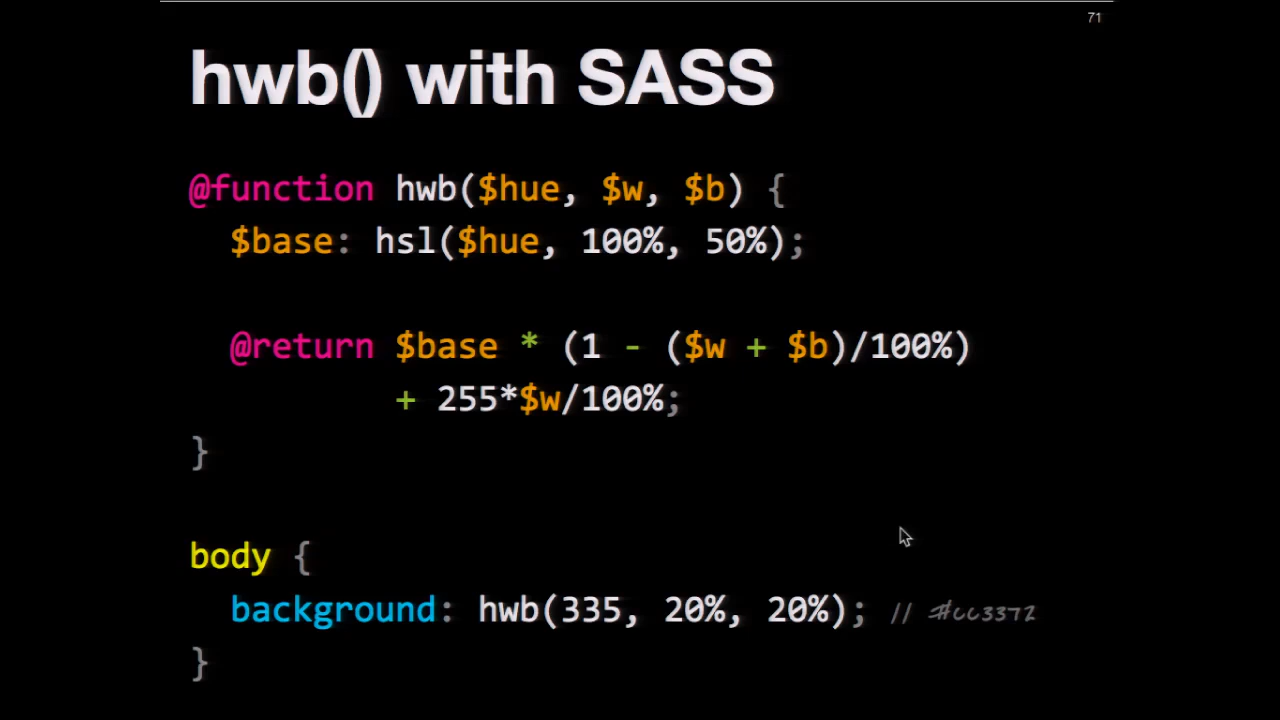 71
hwb() with SASS
@function hwb($hue, $w, $b) {
  $base: hsl($hue, 100%, 50%);
  @return $base * (1 - ($w + $b)/100%)
          + 255*$w/100%;
}
body {
  background: hwb(335, 20%, 20%); // #cc3372
}